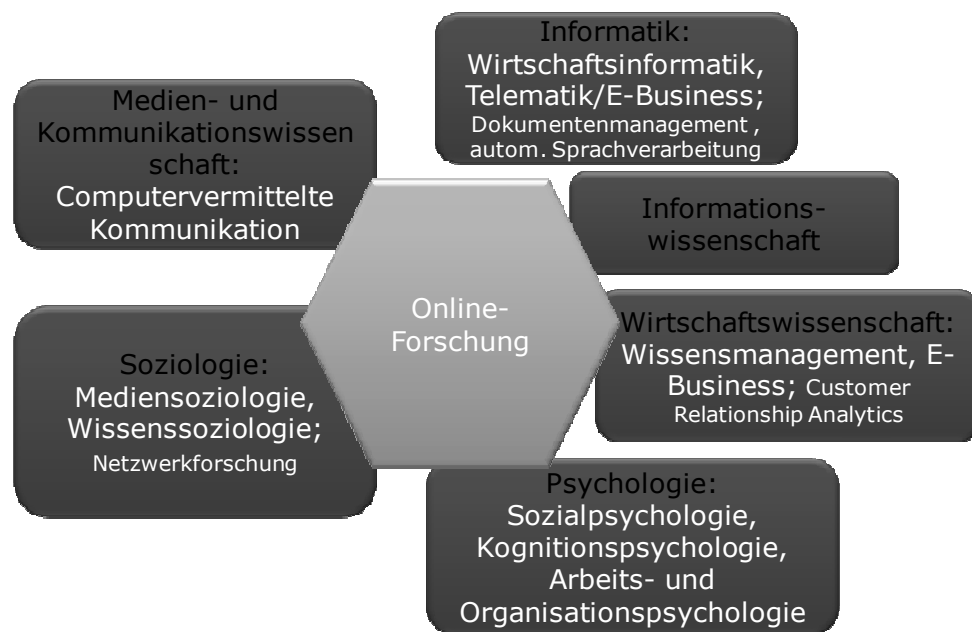 Informatik:
Wirtschaftsinformatik,
Telematik/E-Business;
Dokumentenmanagement ,
autom. Sprachverarbeitung
Medien- und
Kommunikationswissen
schaft:
Computervermittelte
Kommunikation
Informations-
wissenschaft
Online-
Forschung
Wirtschaftswissenschaft:
Wissensmanagement, E-
Business; Customer
Relationship Analytics
Soziologie:
Mediensoziologie,
Wissenssoziologie;
Netzwerkforschung
Psychologie:
Sozialpsychologie,
Kognitionspsychologie,
Arbeits- und
Organisationspsychologie